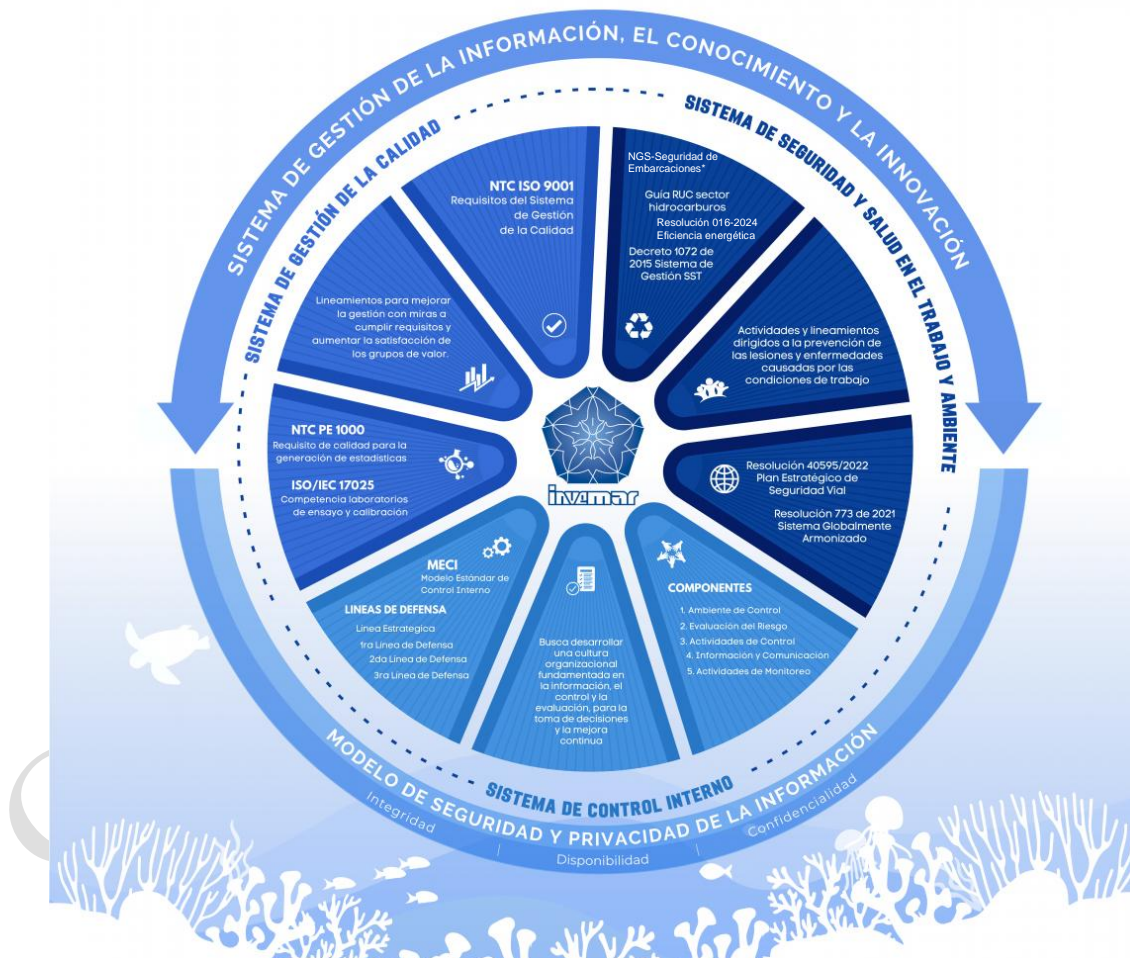 SISTEMA DE GESTIÓN DE LA INFORMACIÓN, EL CONOCIMIENTO Y LA INNOVACIÓN
SISTEMA DE GESTIÓN DE LA CALIDAD
SISTEMA DE SEGURIDAD Y SALUD EN EL TRABAJO Y AMBIENTE
NTC ISO 9001
Requisitos del Sistema
de Gestión
de la Calidad
NGS-Seguridad de
Embarcaciones*
Guía RUC sector
hidrocarburos
Resolución 016-2024
Eficiencia energética
Decreto 1072 de
2015 Sistema de
Gestión SST
Lineamientos para mejorar
la gestión con miras a
cumplir requisitos y
aumentar la satisfacción de
los grupos de valor.
Actividades y lineamientos
dirigidos a la prevención de
las lesiones y enfermedades
causadas por las
condiciones de trabajo
NTC PE 1000
Requisito de calidad para la
generación de estadísticas
ISO/IEC 17025
Competencia laboratorios
de ensayo y calibración
invemar
Resolución 40595/2022
Plan Estratégico de
Seguridad Vial
Resolución 773 de 2021
Sistema Globalmente
Armonizado
MECI
Modelo Estándar de
Control Interno
LINEAS DE DEFENSA
Línea Estrategica
1ra Linea de Defensa
2da Linea de Defensa
3ra Linea de Defensa
Busca desarrollar
una cultura
organizacional
fundamentada en
la información, el
control y la
evaluación, para la
toma de decisiones
y la mejora
continua
COMPONENTES
1. Ambiente de Control
2. Evaluación del Riesgo
3. Actividades de Control
4. Información y Comunicación
5. Actividades de Monitoreo
SISTEMA DE CONTROL INTERNO
MODELO DE SEGURIDAD Y PRIVACIDAD DE LA INFORMACIÓN
Integridad
Disponibilidad
Confidencialidad